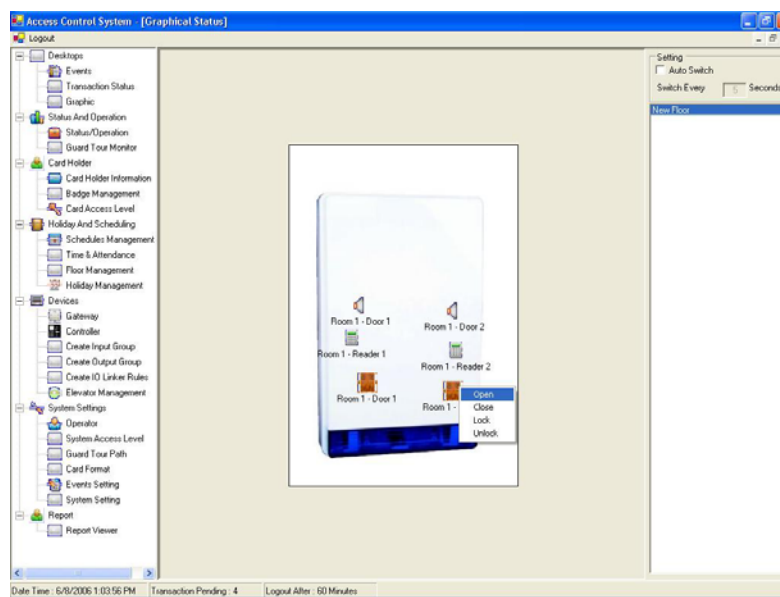 Access Control System - [Graphical Status]
Logout
Desktops
Events
Transaction Status
Graphic
Status And Operation
Status/Operation
Guard Tour Monitor
Card Holder
Card Holder Information
Badge Management
Card Access Level
Holiday And Scheduling
Schedules Management
Time & Attendance
Floor Management
Holiday Management
Devices
Gateway
Controller
Create Input Group
Create Output Group
Create IO Linker Rules
Elevator Management
System Settings
Operator
System Access Level
Guard Tour Path
Card Format
Events Setting
System Setting
Report
Report Viewer
Room 1 - Door 1
Room 1 - Door 2
Room 1 - Reader 1
Room 1 - Reader 2
Room 1 - Door 1
Room 1 -
Open
Close
Lock
Unlock
Setting
Auto Switch
Switch Every 5 Seconds
New Floor
Date Time : 6/8/2006 1:03:56 PM Transaction Pending : 4 Logout After : 60 Minutes